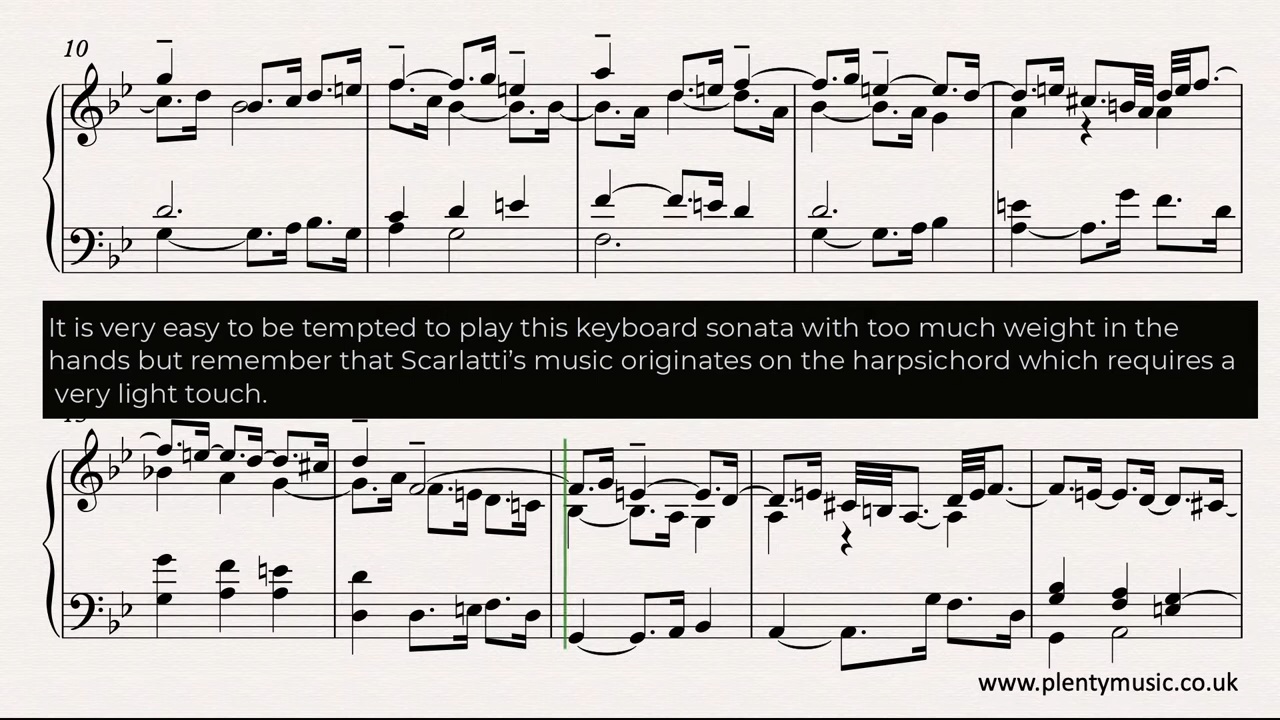 10
It is very easy to be tempted to play this keyboard sonata with too much weight in the
hands but remember that Scarlatti's music originates on the harpsichord which requires a
very light touch.
www.plentymusic.co.uk